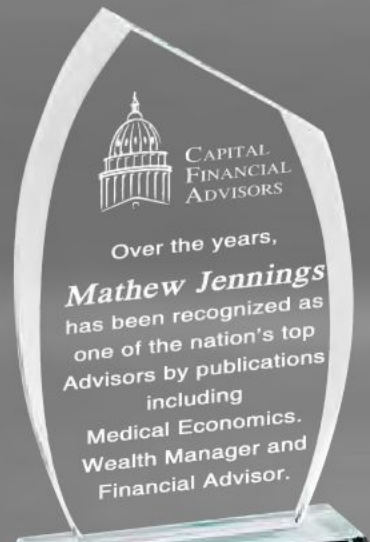 CAPITAL
FINANCIAL
ADVISORS
Over the years,
Mathew Jennings
has been recognized as
one of the nation's top
Advisors by publications
including
Medical Economics.
Wealth Manager and
Financial Advisor.